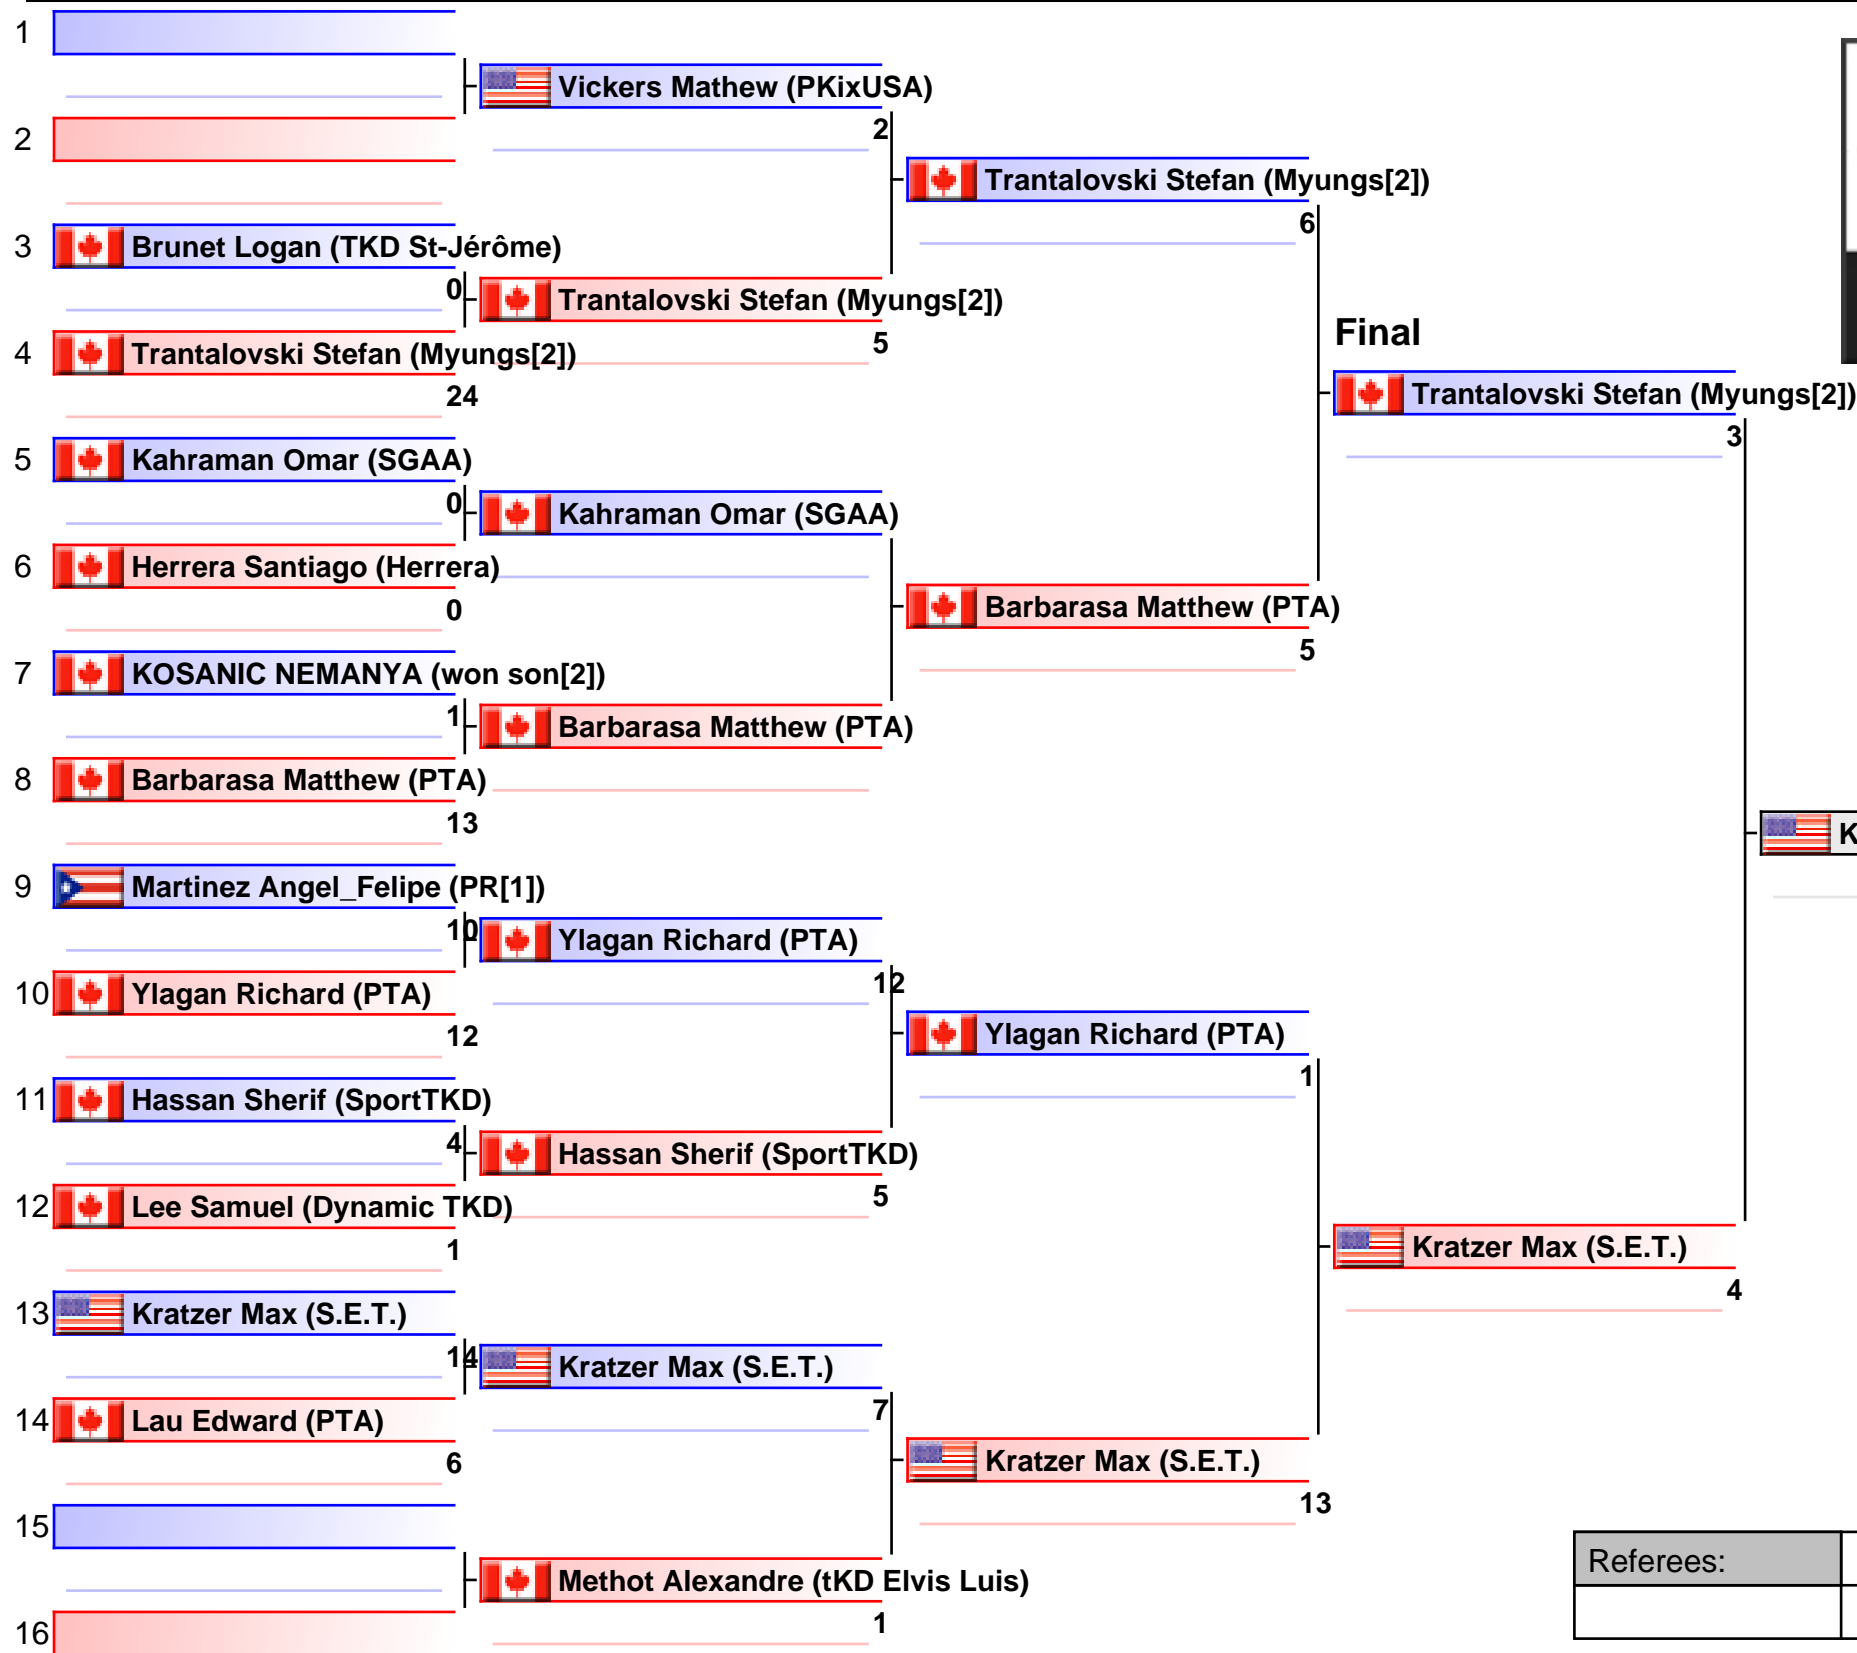 1
Vickers Mathew (PKixUSA)
2
2
Trantalovski Stefan (Myungs[2])
6
3 Brunet Logan (TKD St-Jérôme)
0
Trantalovski Stefan (Myungs[2])
5
Final
4 Trantalovski Stefan (Myungs[2])
24
Trantalovski Stefan (Myungs[2])
3
5 Kahraman Omar (SGAA)
0
Kahraman Omar (SGAA)
6 Herrera Santiago (Herrera)
0
Barbarasa Matthew (PTA)
5
7 KOSANIC NEMANYA (won son[2])
1
Barbarasa Matthew (PTA)
8 Barbarasa Matthew (PTA)
13
K
9 Martinez Angel_Felipe (PR[1])
10
Ylagan Richard (PTA)
12
10 Ylagan Richard (PTA)
12
Ylagan Richard (PTA)
1
11 Hassan Sherif (SportTKD)
4
Hassan Sherif (SportTKD)
5
12 Lee Samuel (Dynamic TKD)
1
Kratzer Max (S.E.T.)
4
13 Kratzer Max (S.E.T.)
14
Kratzer Max (S.E.T.)
7
14 Lau Edward (PTA)
6
Kratzer Max (S.E.T.)
13
15
Methot Alexandre (tKD Elvis Luis)
1
16
Referees: